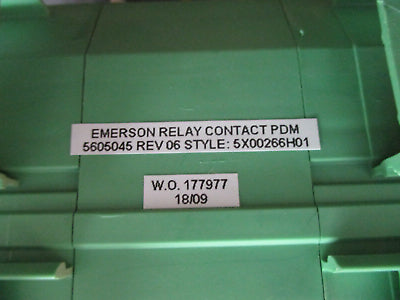 EMERSON RELAY CONTACT PDM
5605045 REV 06 STYLE: 5X00266H01
W.O. 177977
18/09